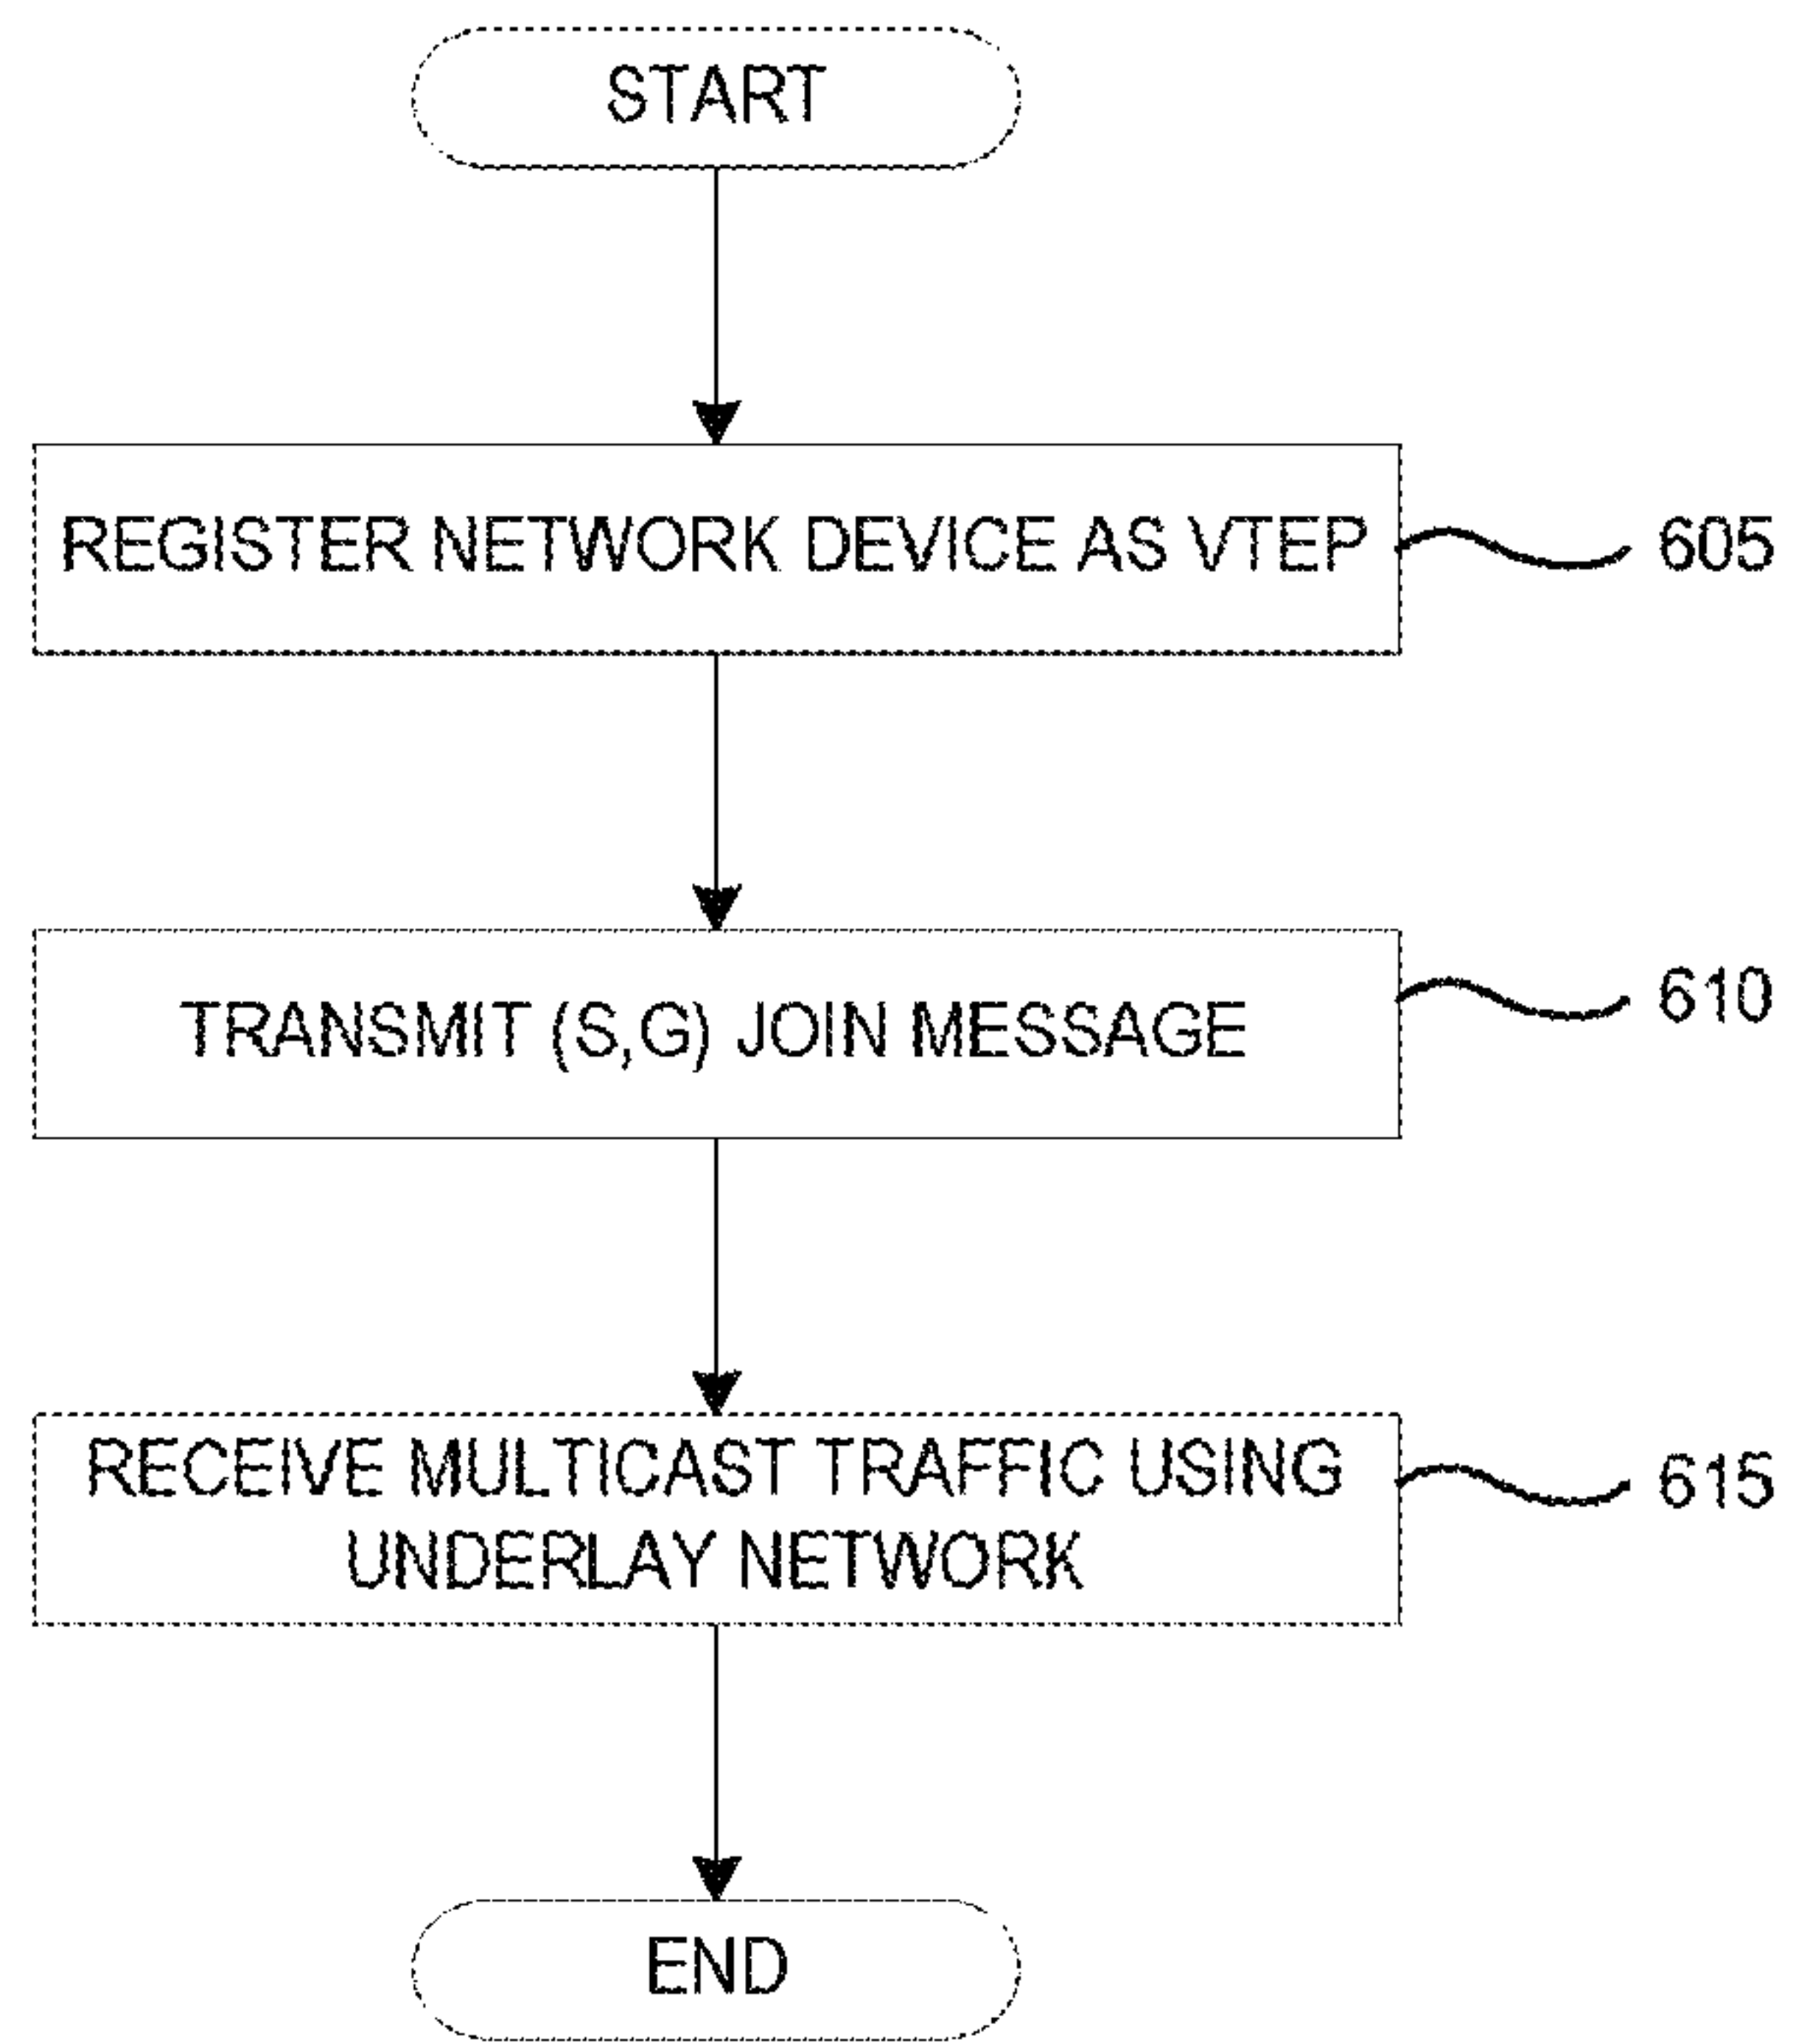 START
REGISTER NETWORK DEVICE AS VTEP
605
TRANSMIT (S,G) JOIN MESSAGE
610
RECEIVE MULTICAST TRAFFIC USING
UNDERLAY NETWORK
615
END